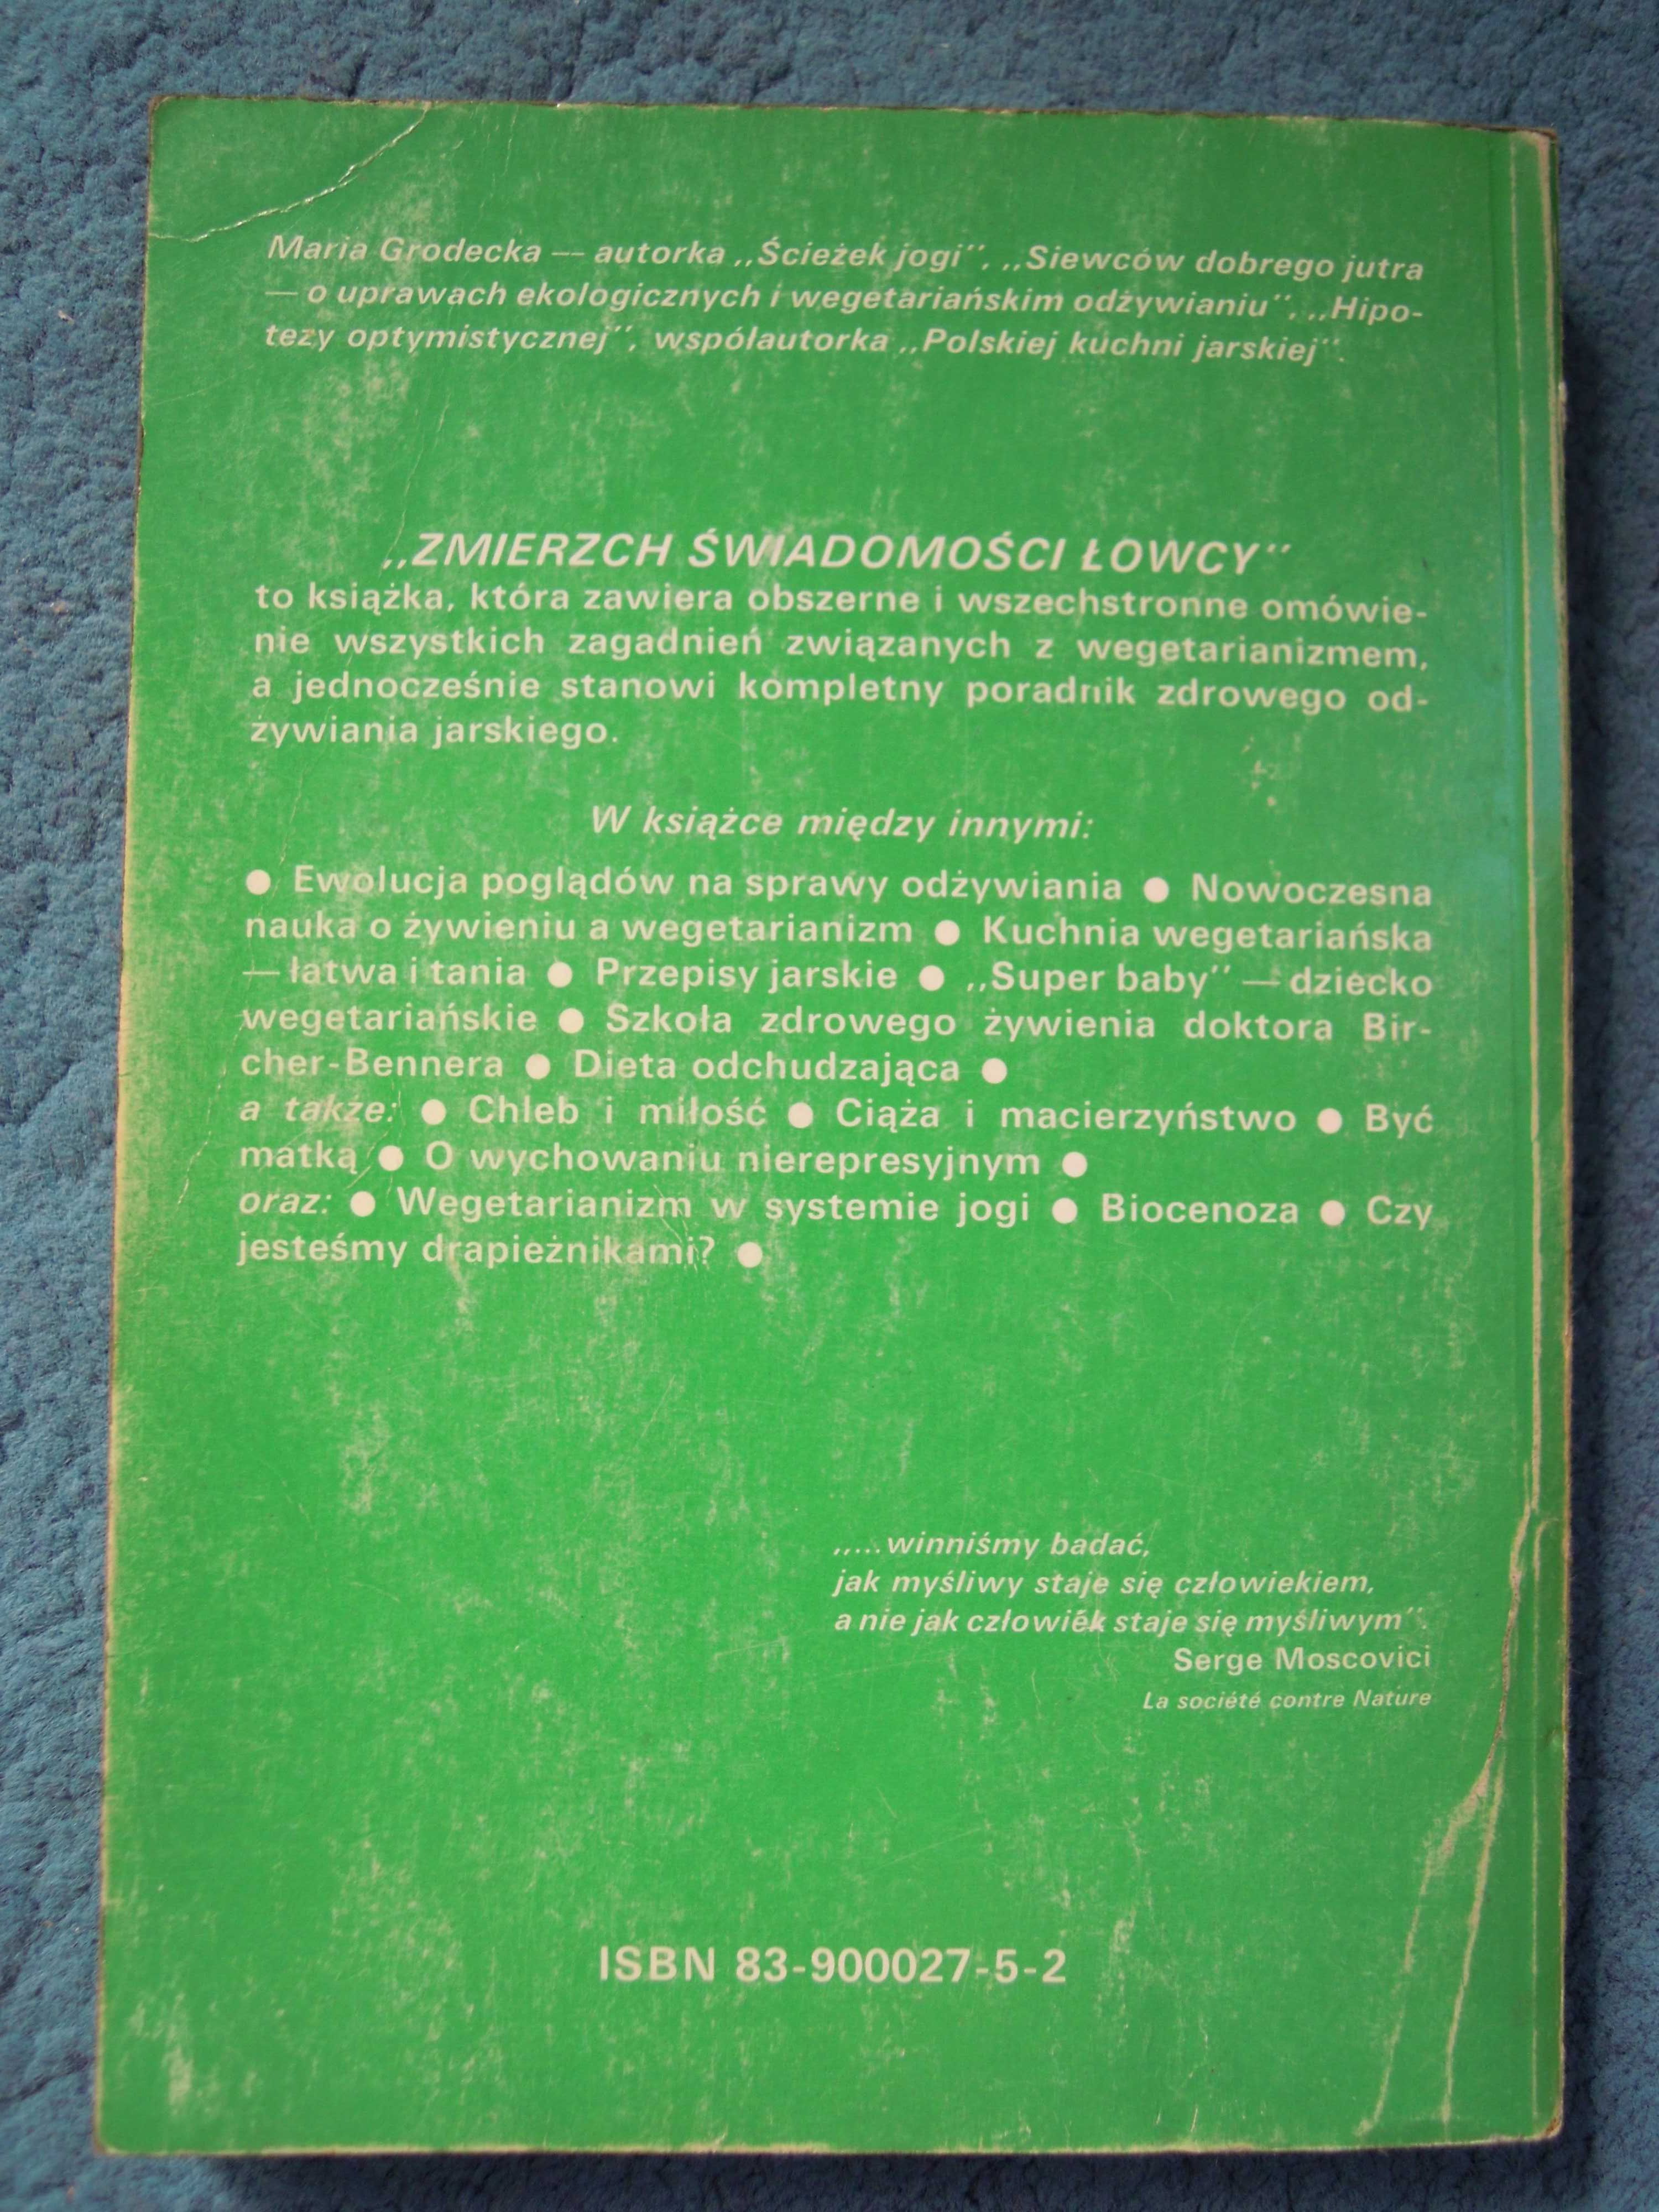 Maria Grodecka — autorka ,,Ścieżek jogi'', ,,Siewców dobrego jutra
— o uprawach ekologicznych i wegetariańskim odżywianiu'', ,,Hipo-
tezy optymistycznej'', współautorka ,,Polskiej kuchni jarskiej''.
,,ZMIERZCH ŚWIADOMOŚCI ŁOWCY''
to książka, która zawiera obszerne i wszechstronne omówie-
nie wszystkich zagadnień związanych z wegetarianizmem,
a jednocześnie stanowi kompletny poradnik zdrowego od-
żywiania jarskiego.
W książce między innymi:
● Ewolucja poglądów na sprawy odżywiania ● Nowoczesna
nauka o żywieniu a wegetarianizm ● Kuchnia wegetariańska
— łatwa i tania ● Przepisy jarskie ● ,,Super baby'' — dziecko
wegetariańskie ● Szkoła zdrowego żywienia doktora Bir-
cher-Bennera ● Dieta odchudzająca ●
a także: ● Chleb i miłość ● Ciąża i macierzyństwo ● Być
matką ● O wychowaniu nierepresyjnym ●
oraz: ● Wegetarianizm w systemie jogi ● Biocenoza ● Czy
jesteśmy drapieżnikami? ●
,,...winniśmy badać,
jak myśliwy staje się człowiekiem,
a nie jak człowiek staje się myśliwym''.
Serge Moscovici
La société contre Nature
ISBN 83-900027-5-2